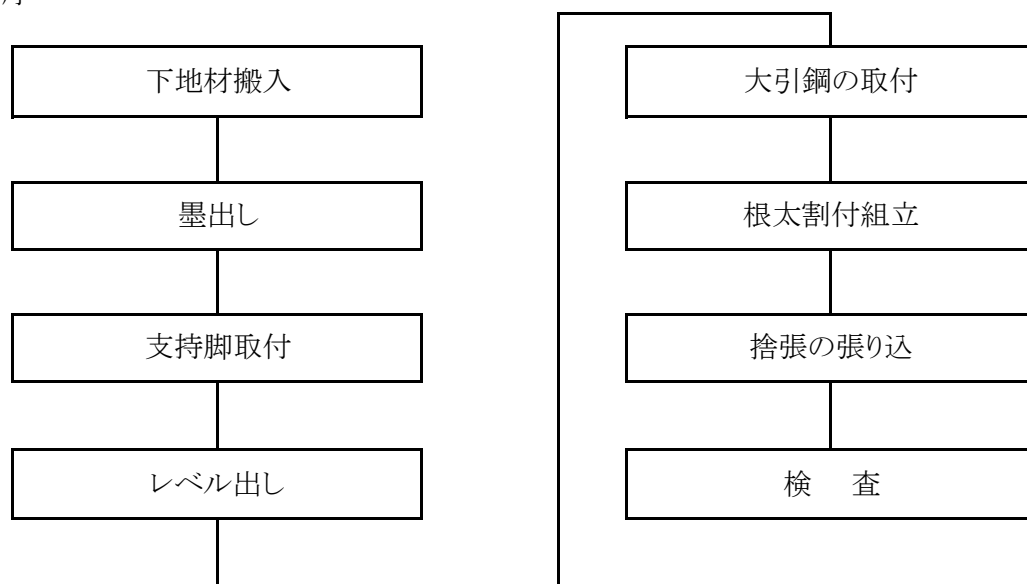 下地材搬入
墨出し
支持脚取付
レベル出し
大引鋼の取付
根太割付組立
捨張の張り込
検　査